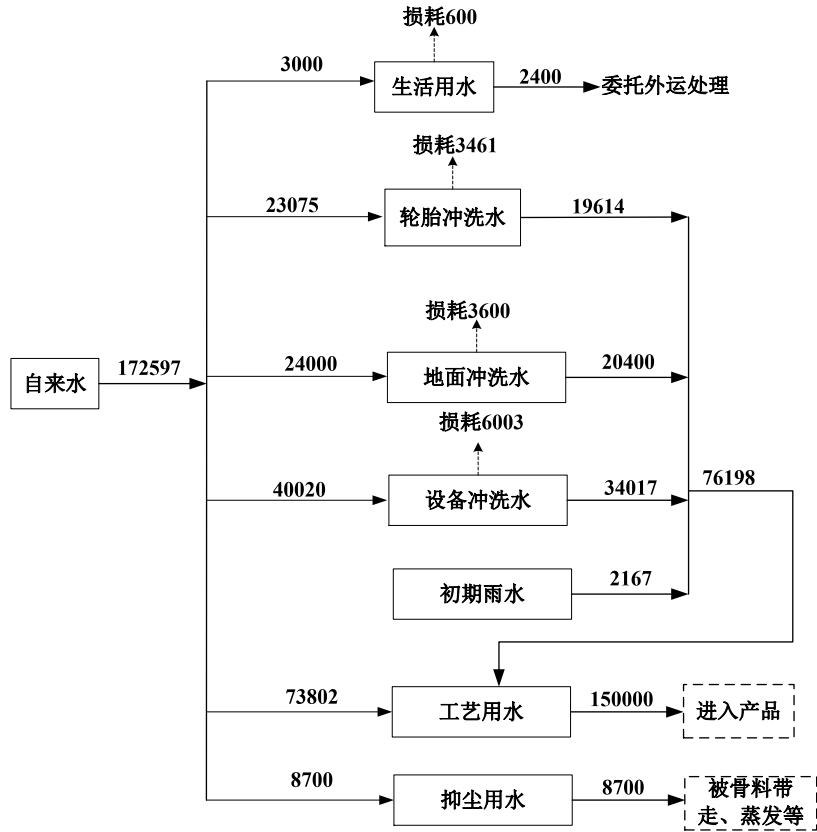 损耗600
3000
生活用水
2400
委托外运处理
损耗3461
23075
轮胎冲洗水
19614
损耗3600
自来水
172597
24000
地面冲洗水
20400
损耗6003
40020
设备冲洗水
34017
76198
初期雨水
2167
73802
工艺用水
150000
进入产品
8700
抑尘用水
8700
被骨料带
走、蒸发等